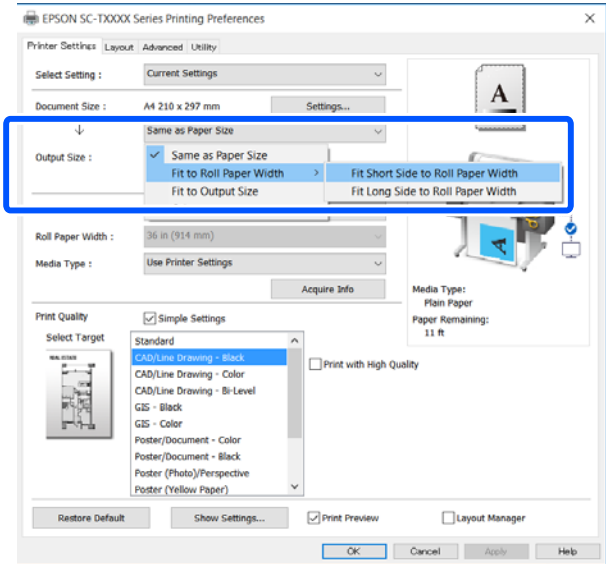 EPSON SC-TXXXX Series Printing Preferences
Printer Settings Layout Advanced Utility
Select Setting : Current Settings
Document Size : A4 210 x 297 mm Settings...
Same as Paper Size
Output Size :
Same as Paper Size
Fit to Roll Paper Width
Fit to Output Size
Fit Short Side to Roll Paper Width
Fit Long Side to Roll Paper Width
Roll Paper Width : 36 in (914 mm)
Media Type : Use Printer Settings
Acquire Info
A
A
Media Type:
Plain Paper
Paper Remaining:
11 ft
Print Quality Simple Settings
Select Target
REAL ESTATE
Standard
CAD/Line Drawing - Black
CAD/Line Drawing - Color
CAD/Line Drawing - Bi-Level
GIS - Black
GIS - Color
Poster/Document - Color
Poster/Document - Black
Poster (Photo)/Perspective
Poster (Yellow Paper)
Print with High Quality
Restore Default Show Settings... Print Preview Layout Manager
OK Cancel Apply Help